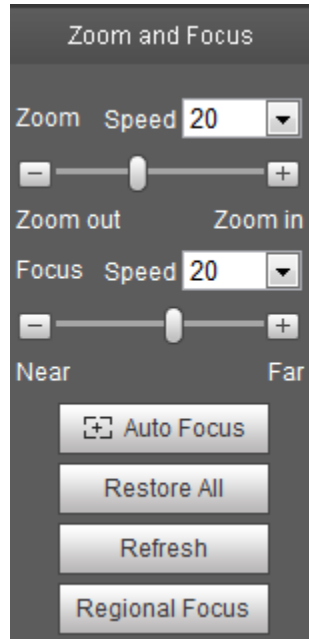 Zoom and Focus
Zoom Speed 20
− +
Zoom out Zoom in
Focus Speed 20
− +
Near Far
Auto Focus
Restore All
Refresh
Regional Focus